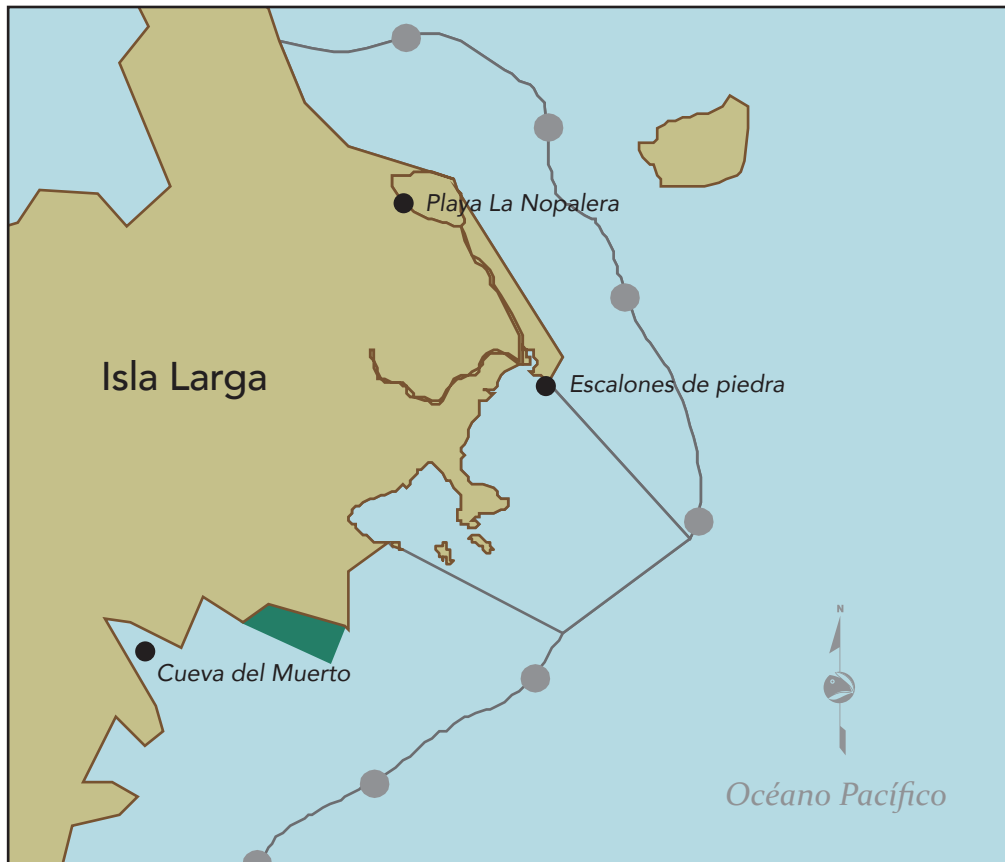 Playa La Nopalera
Isla Larga
Escalones de piedra
N
Cueva del Muerto
Océano Pacífico